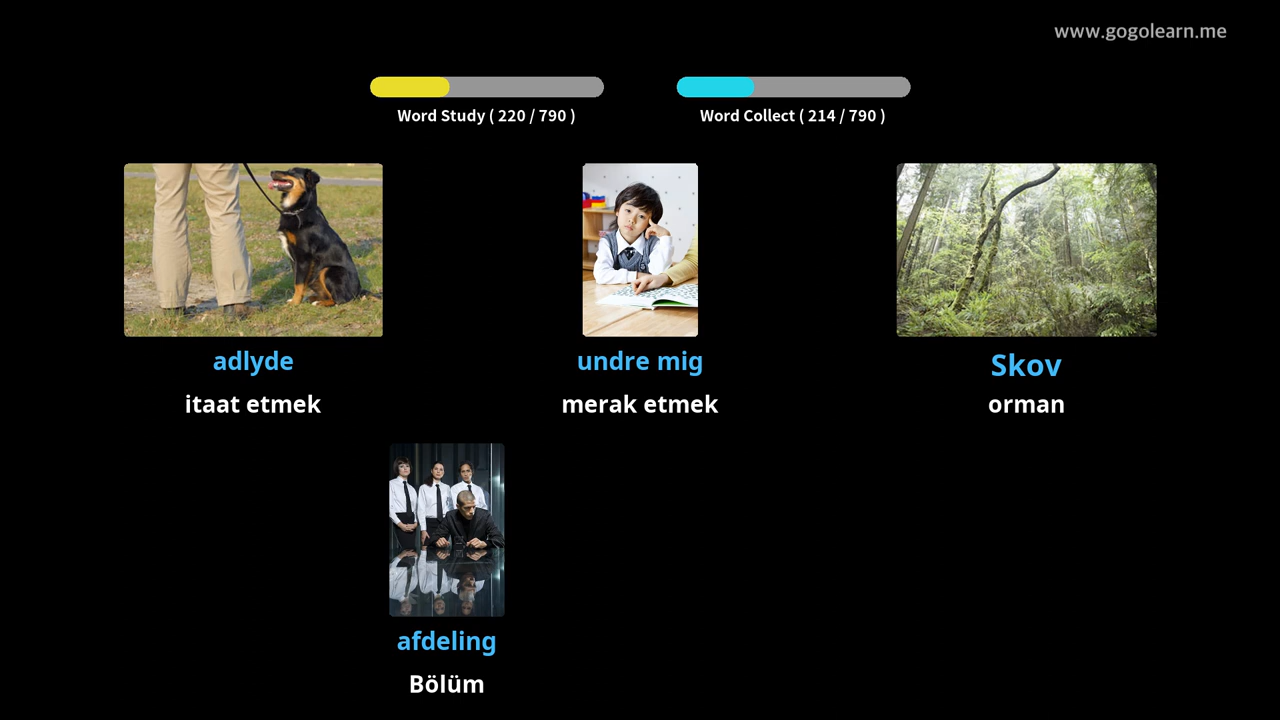 www.gogolearn.me
Word Study ( 220 / 790 )
Word Collect ( 214 / 790 )
adlyde
itaat etmek
undre mig
merak etmek
Skov
orman
afdeling
Bölüm